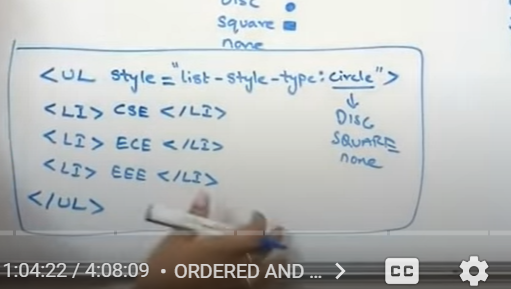 Disc
Square
none
<UL style="list-style-type:circle">
<LI> CSE </LI>
<LI> ECE </LI>
<LI> EEE </LI>
</UL>
DISC
SQUARE
none
1:04:22 / 4:08:09 • ORDERED AND ...
CC